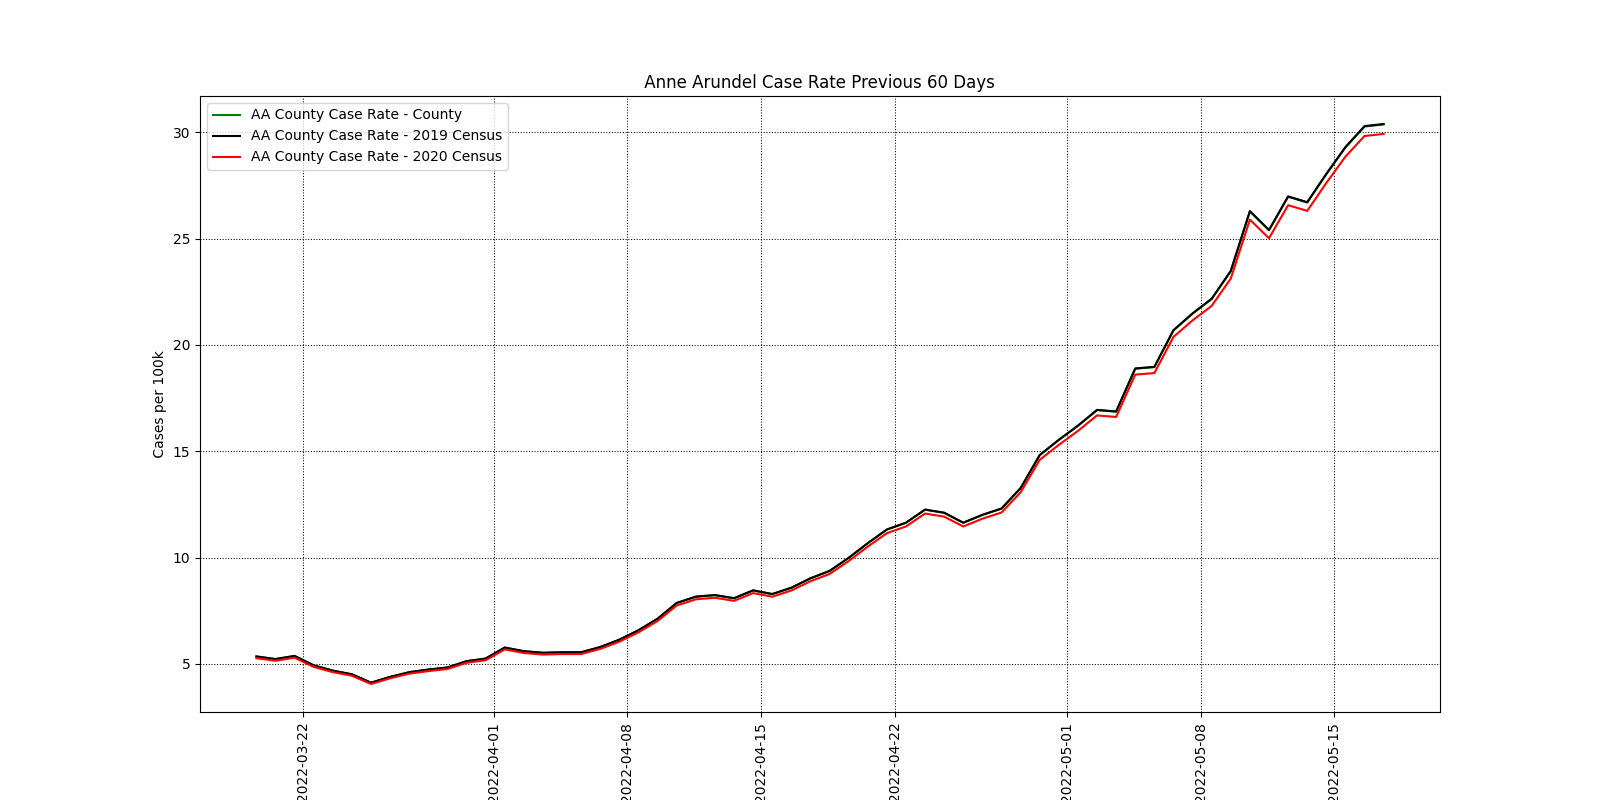 Anne Arundel Case Rate Previous 60 Days
AA County Case Rate - County
AA County Case Rate - 2019 Census
AA County Case Rate - 2020 Census
30
25
20
15
10
5
Cases per 100k
2022-03-22
2022-04-01
2022-04-08
2022-04-15
2022-04-22
2022-05-01
2022-05-08
2022-05-15